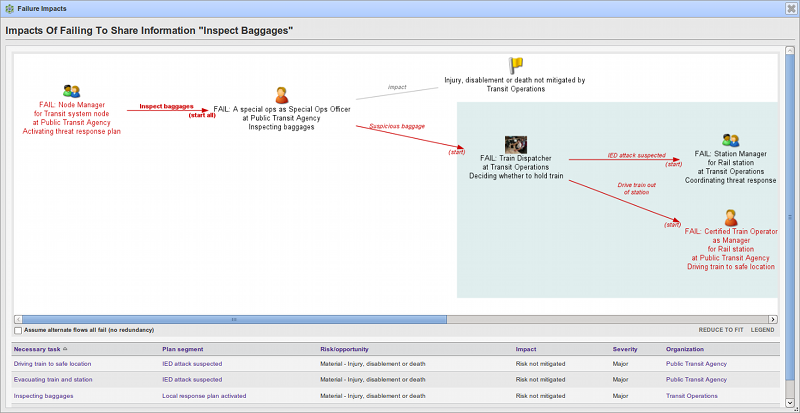 Failure Impacts
Impacts Of Failing To Share Information "Inspect Baggages"
FAIL: Node Manager
for Transit system node
at Public Transit Agency
Activating threat response plan
Inspect baggages
(start all)
FAIL: A special ops as Special Ops Officer
at Public Transit Agency
Inspecting baggages
impact
Injury, disablement or death not mitigated by
Transit Operations
Suspicious baggage
(start)
FAIL: Train Dispatcher
at Transit Operations
Deciding whether to hold train
IED attack suspected
(start)
FAIL: Station Manager
for Rail station
at Transit Operations
Coordinating threat response
Drive train out
of station
(start)
FAIL: Certified Train Operator
as Manager
for Rail station
at Public Transit Agency
Driving train to safe location
Assume alternate flows all fail (no redundancy)
REDUCE TO FIT LEGEND
Necessary task Plan segment Risk/opportunity Impact Severity Organization
Driving train to safe location IED attack suspected Material - Injury, disablement or death Risk not mitigated Major Public Transit Agency
Evacuating train and station IED attack suspected Material - Injury, disablement or death Risk not mitigated Major Public Transit Agency
Inspecting baggages Local response plan activated Material - Injury, disablement or death Risk not mitigated Major Transit Operations